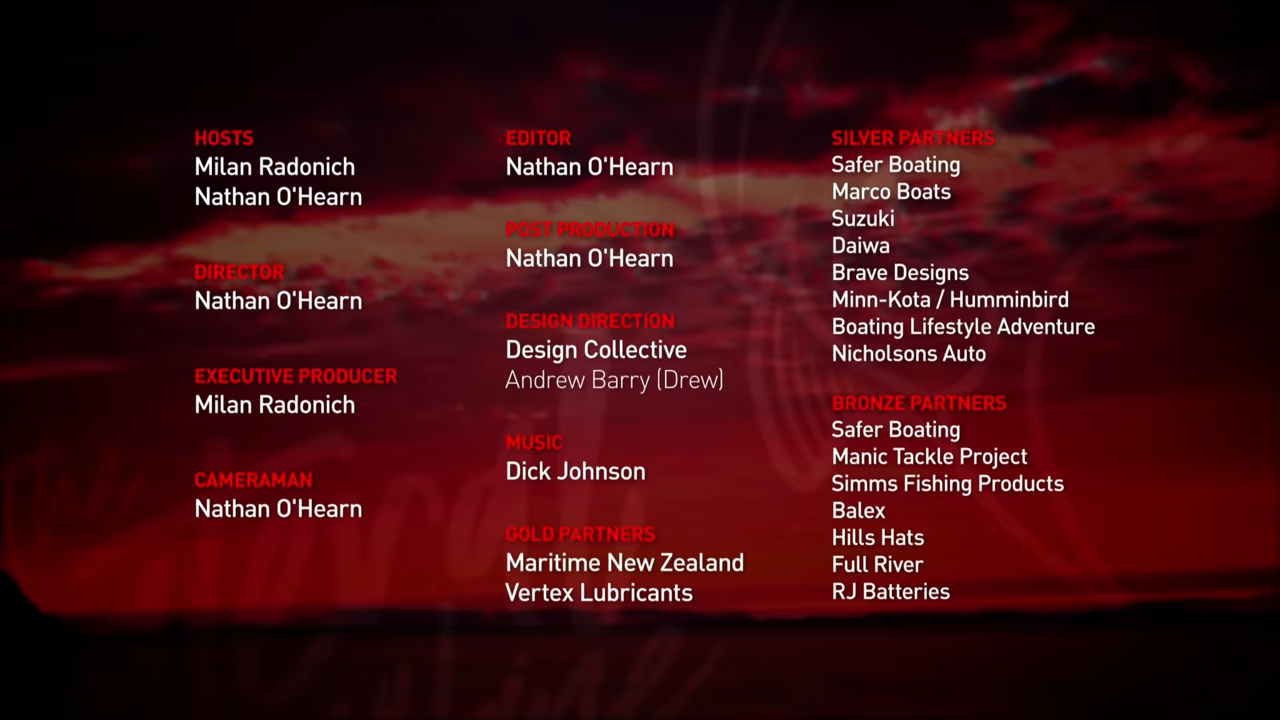 HOSTS
Milan Radonich
Nathan O'Hearn
DIRECTOR
Nathan O'Hearn
EXECUTIVE PRODUCER
Milan Radonich
CAMERAMAN
Nathan O'Hearn
EDITOR
Nathan O'Hearn
POST PRODUCTION
Nathan O'Hearn
DESIGN DIRECTION
Design Collective
Andrew Barry (Drew)
MUSIC
Dick Johnson
GOLD PARTNERS
Maritime New Zealand
Vertex Lubricants
SILVER PARTNERS
Safer Boating
Marco Boats
Suzuki
Daiwa
Brave Designs
Minn-Kota / Humminbird
Boating Lifestyle Adventure
Nicholsons Auto
BRONZE PARTNERS
Safer Boating
Manic Tackle Project
Simms Fishing Products
Balex
Hills Hats
Full River
RJ Batteries